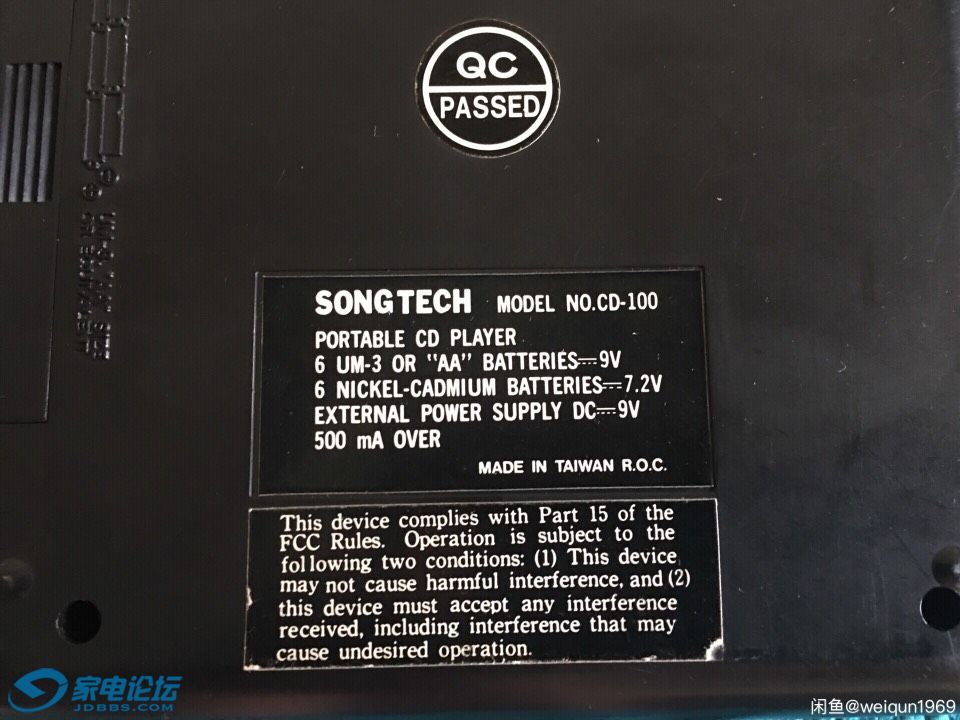 QC
PASSED
SONGTECH MODEL NO.CD-100
PORTABLE CD PLAYER
6 UM-3 OR "AA" BATTERIES⎓9V
6 NICKEL-CADMIUM BATTERIES⎓7.2V
EXTERNAL POWER SUPPLY DC⎓9V
500 mA OVER
MADE IN TAIWAN R.O.C.
This device complies with Part 15 of the
FCC Rules. Operation is subject to the
following two conditions: (1) This device
may not cause harmful interference, and (2)
this device must accept any interference
received, including interference that may
cause undesired operation.
家电论坛
JDBBS.COM
闲鱼@weiqun1969